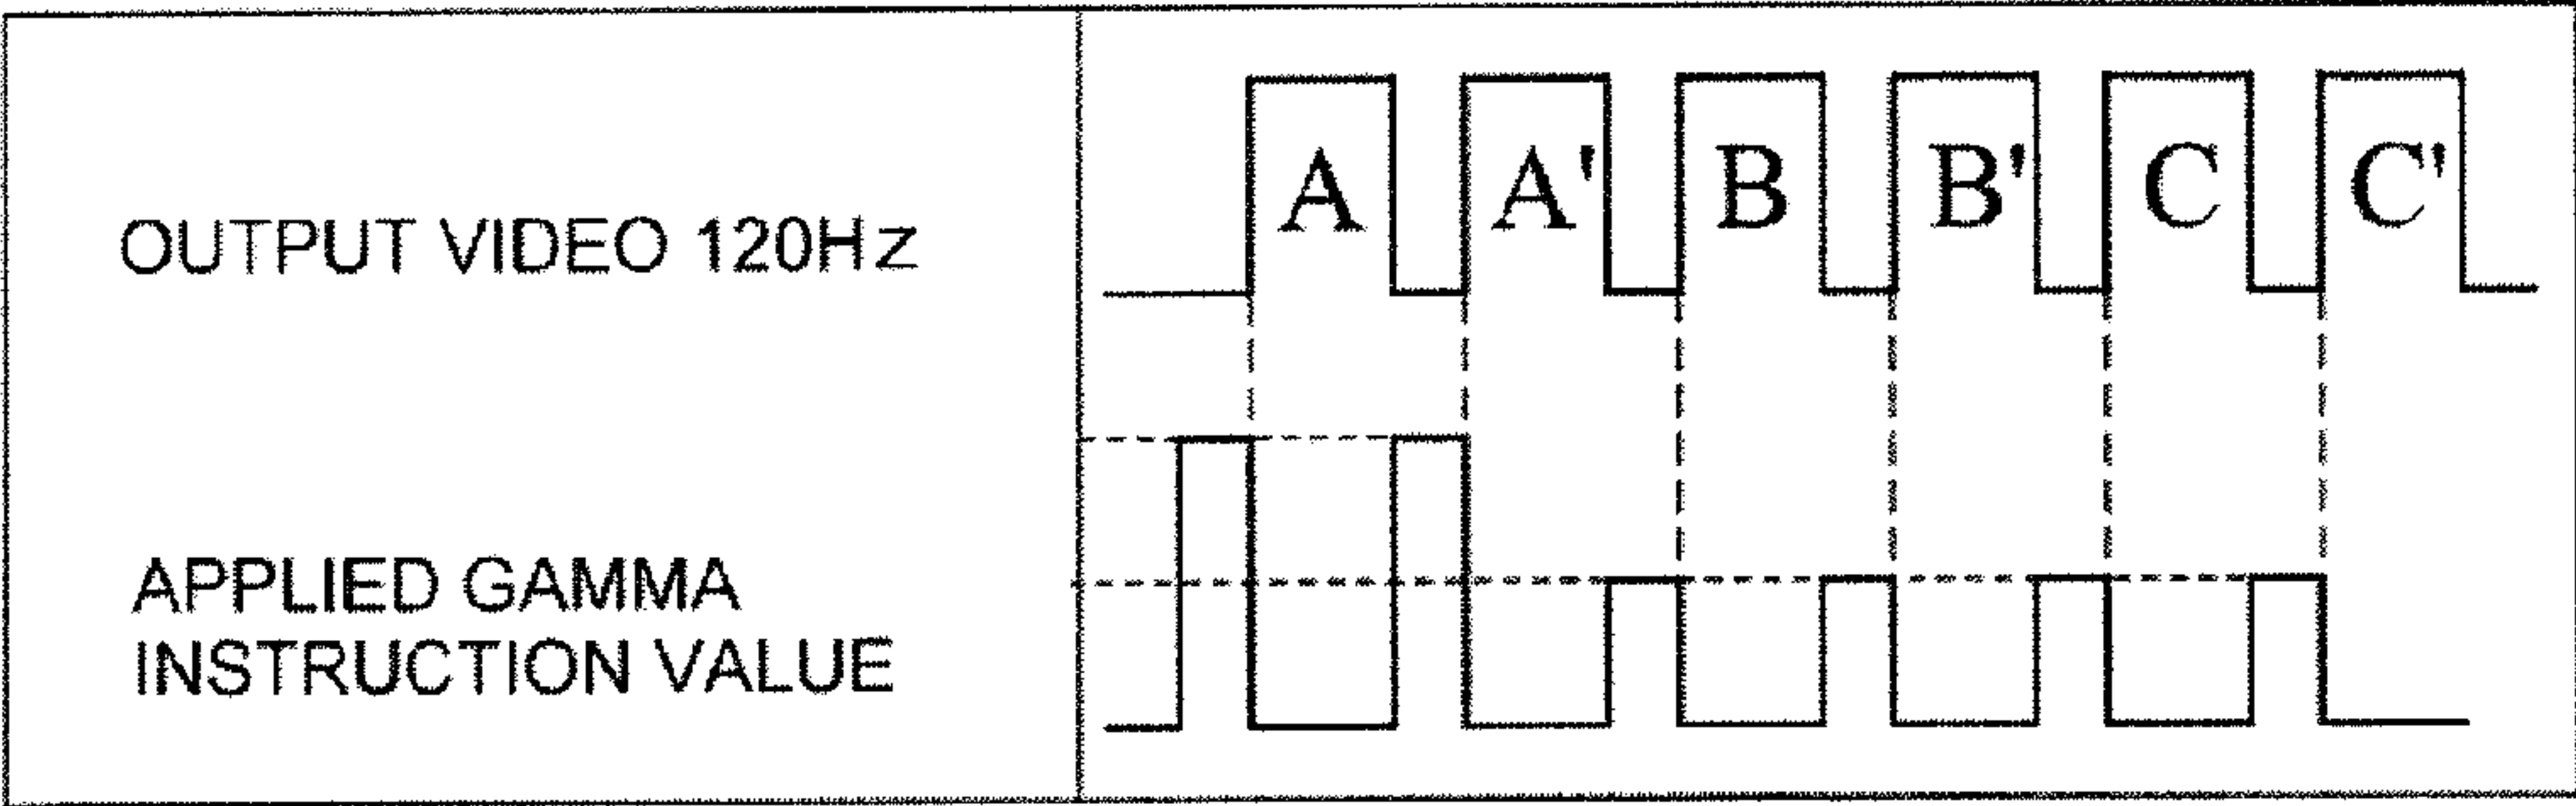 OUTPUT VIDEO 120Hz
A A' B B' C C'
APPLIED GAMMA
INSTRUCTION VALUE